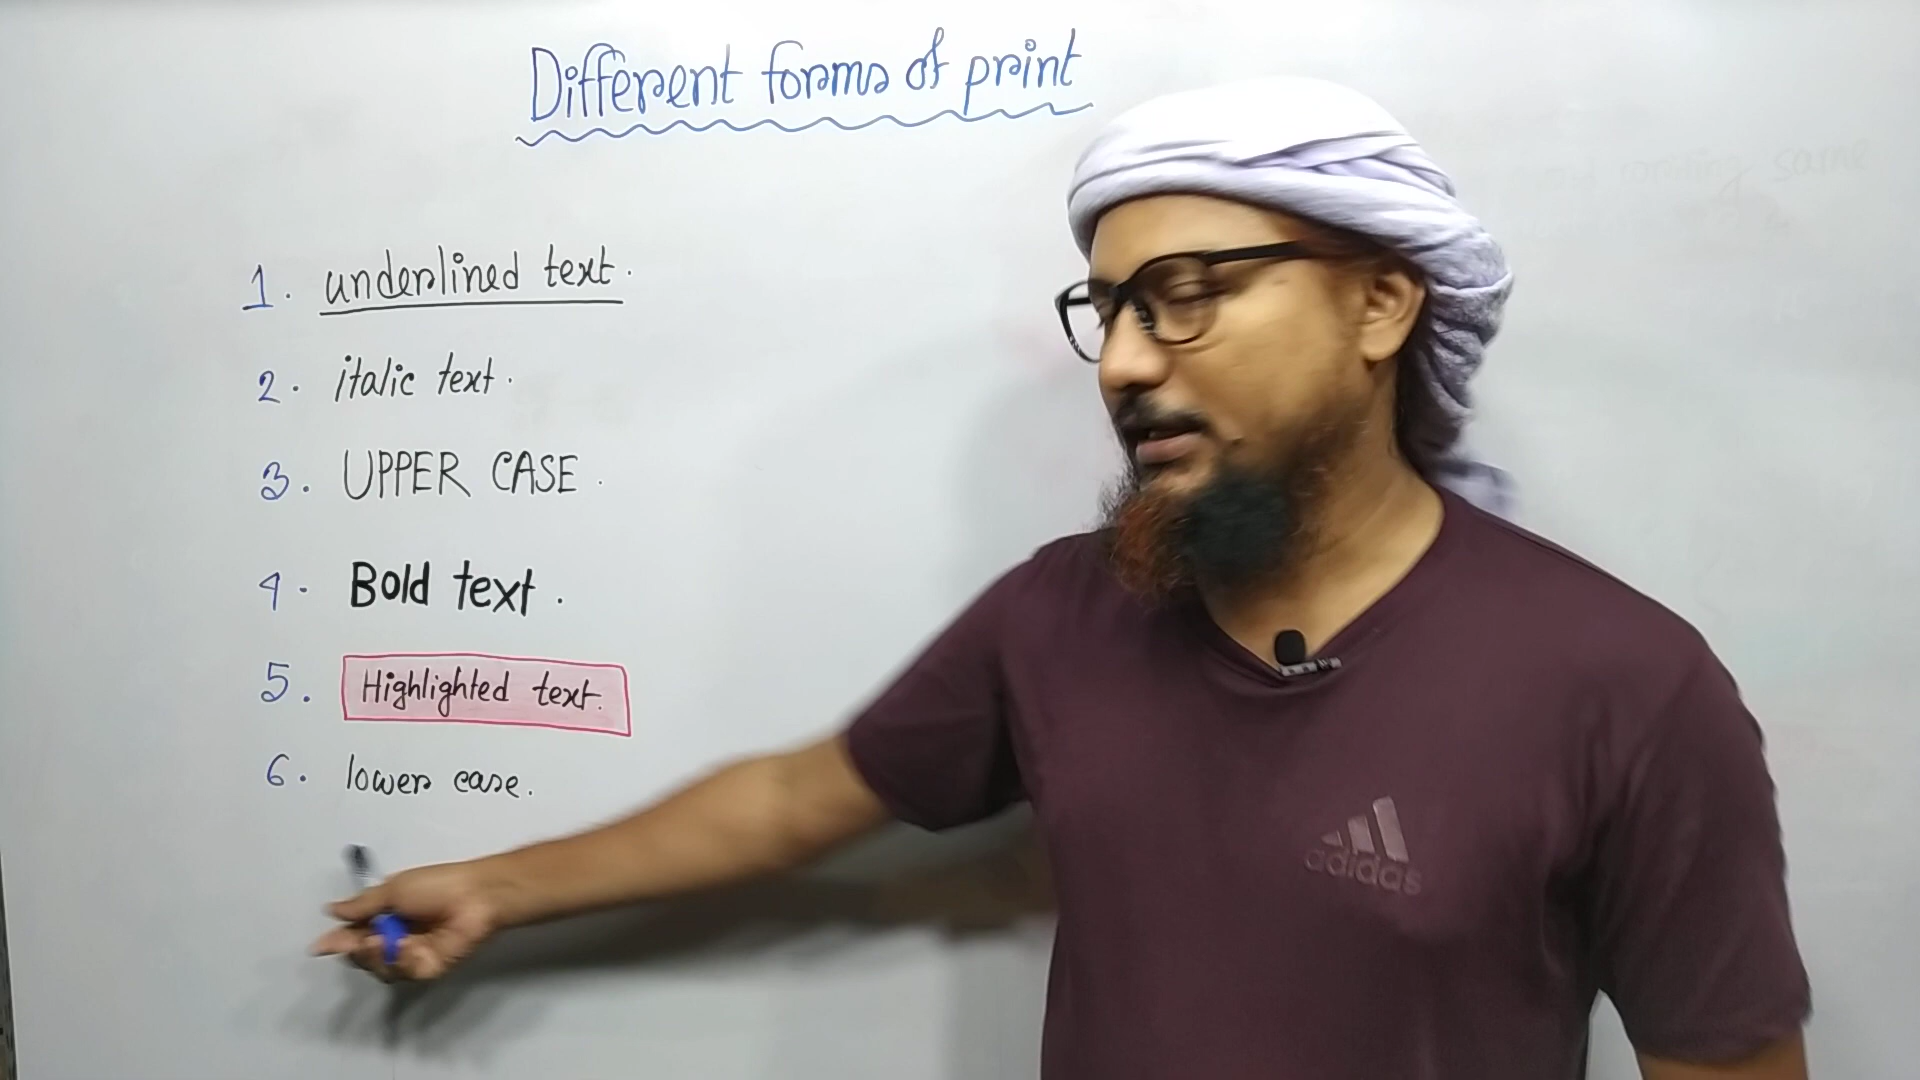 Different forms of print
1. underlined text.
2. italic text.
3. UPPER CASE.
4. Bold text.
5. Highlighted text.
6. lower case.
adidas